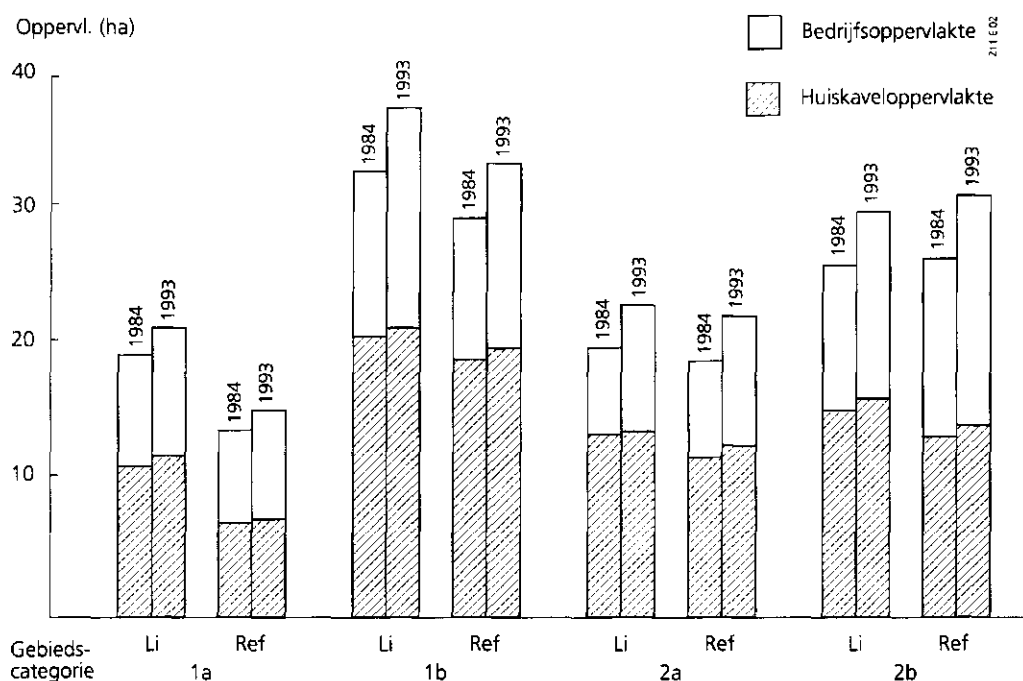 Oppervl. (ha)
Bedrijfsoppervlakte
Huiskaveloppervlakte
40
30
20
10
1984 1993 1984 1993 1984 1993 1984 1993 1984 1993 1984 1993 1984 1993 1984 1993
Gebieds-
categorie
Li Ref Li Ref Li Ref Li Ref
1a 1b 2a 2b